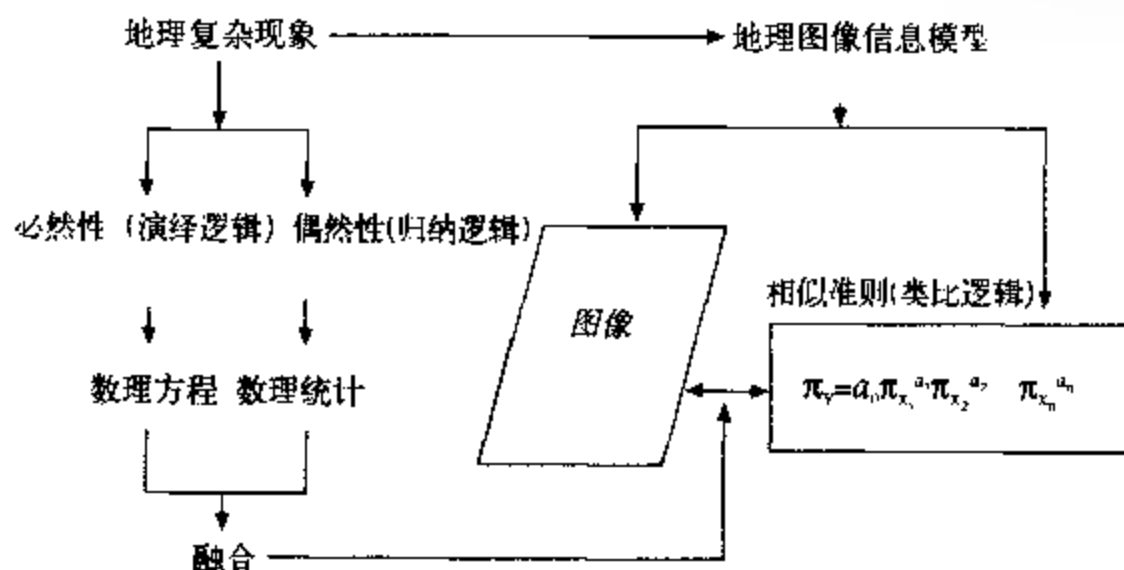 地理复杂现象 地理图像信息模型
必然性（演绎逻辑）偶然性(归纳逻辑)
相似准则(类比逻辑)
图像
数理方程 数理统计
融合